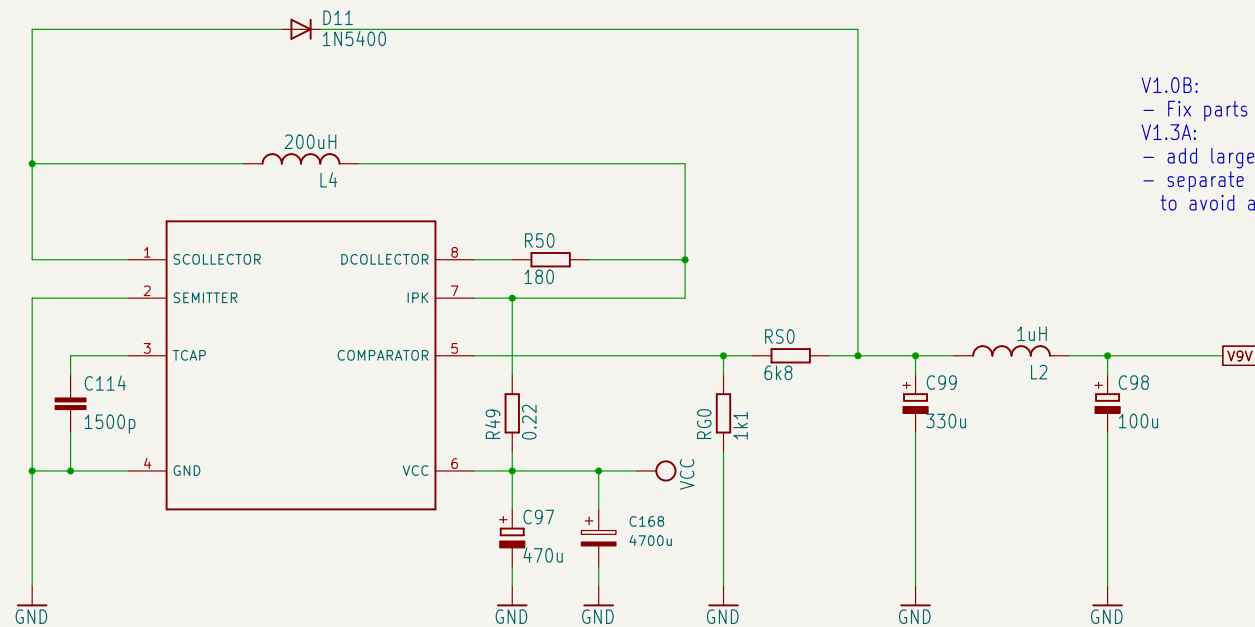 D11
1N5400
V1.0B:
- Fix parts
V1.3A:
- add large
- separate
to avoid a
200uH
L4
1
SCOLLECTOR
DCOLLECTOR
8
R50
180
2
SEMITTER
IPK
7
3
TCAP
COMPARATOR
5
RS0
6k8
1uH
L2
V9V
C114
1500p
R49
0.22
RG0
1k1
C99
330u
C98
100u
4
GND
VCC
6
VCC
C97
470u
C168
4700u
GND
GND
GND
GND
GND
GND